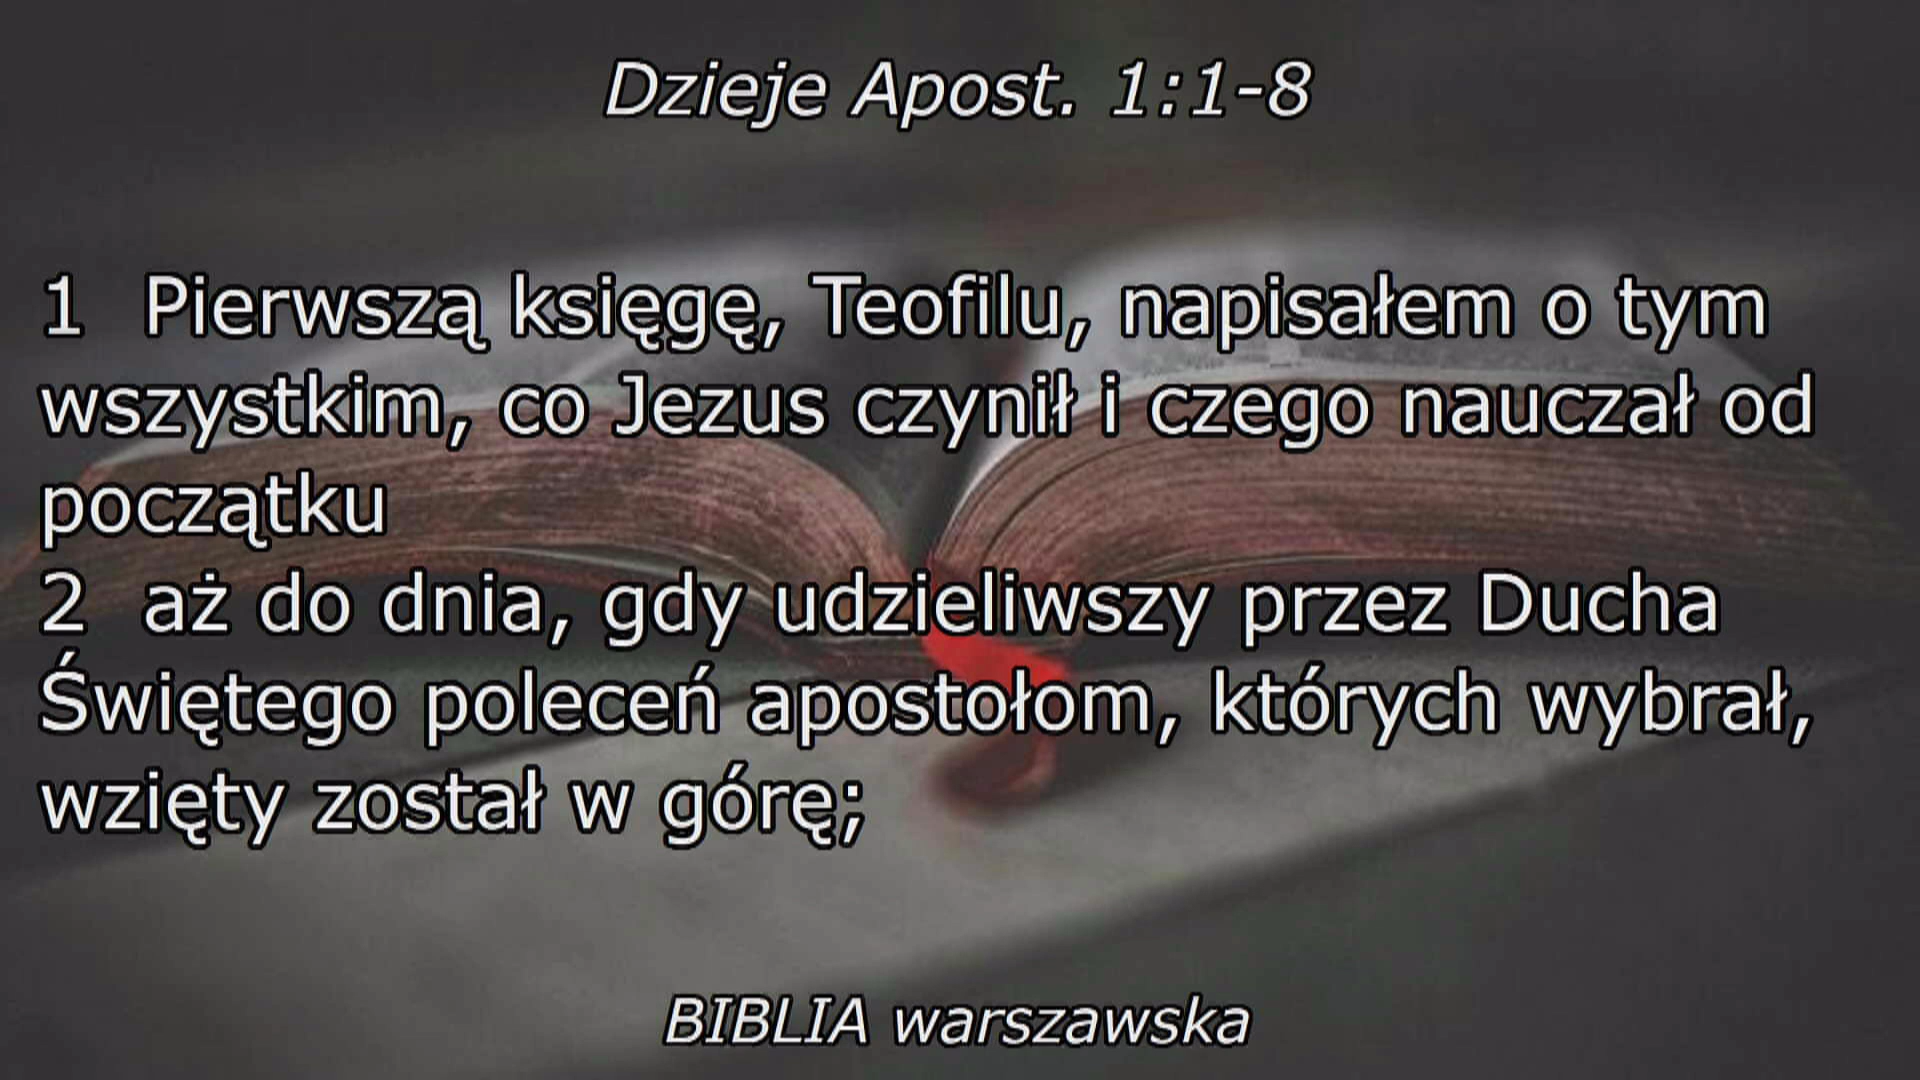 Dzieje Apost. 1:1-8
1 Pierwszą księgę, Teofilu, napisałem o tym
wszystkim, co Jezus czynił i czego nauczał od
początku
2 aż do dnia, gdy udzieliwszy przez Ducha
Świętego poleceń apostołom, których wybrał,
wzięty został w górę;
BIBLIA warszawska